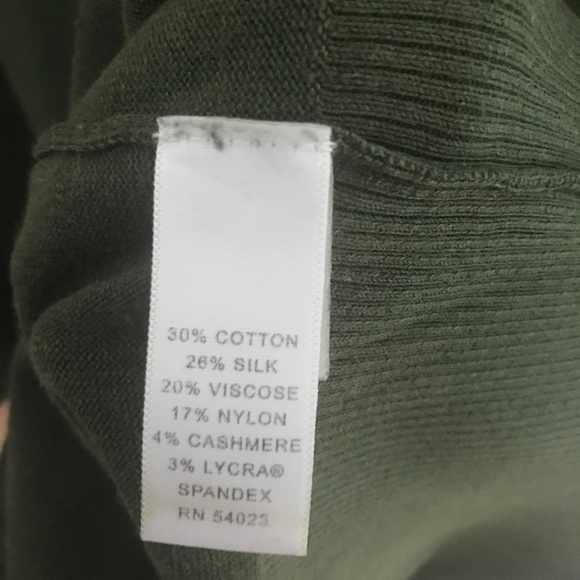 30% COTTON
26% SILK
20% VISCOSE
17% NYLON
4% CASHMERE
3% LYCRA®
SPANDEX
RN 54023